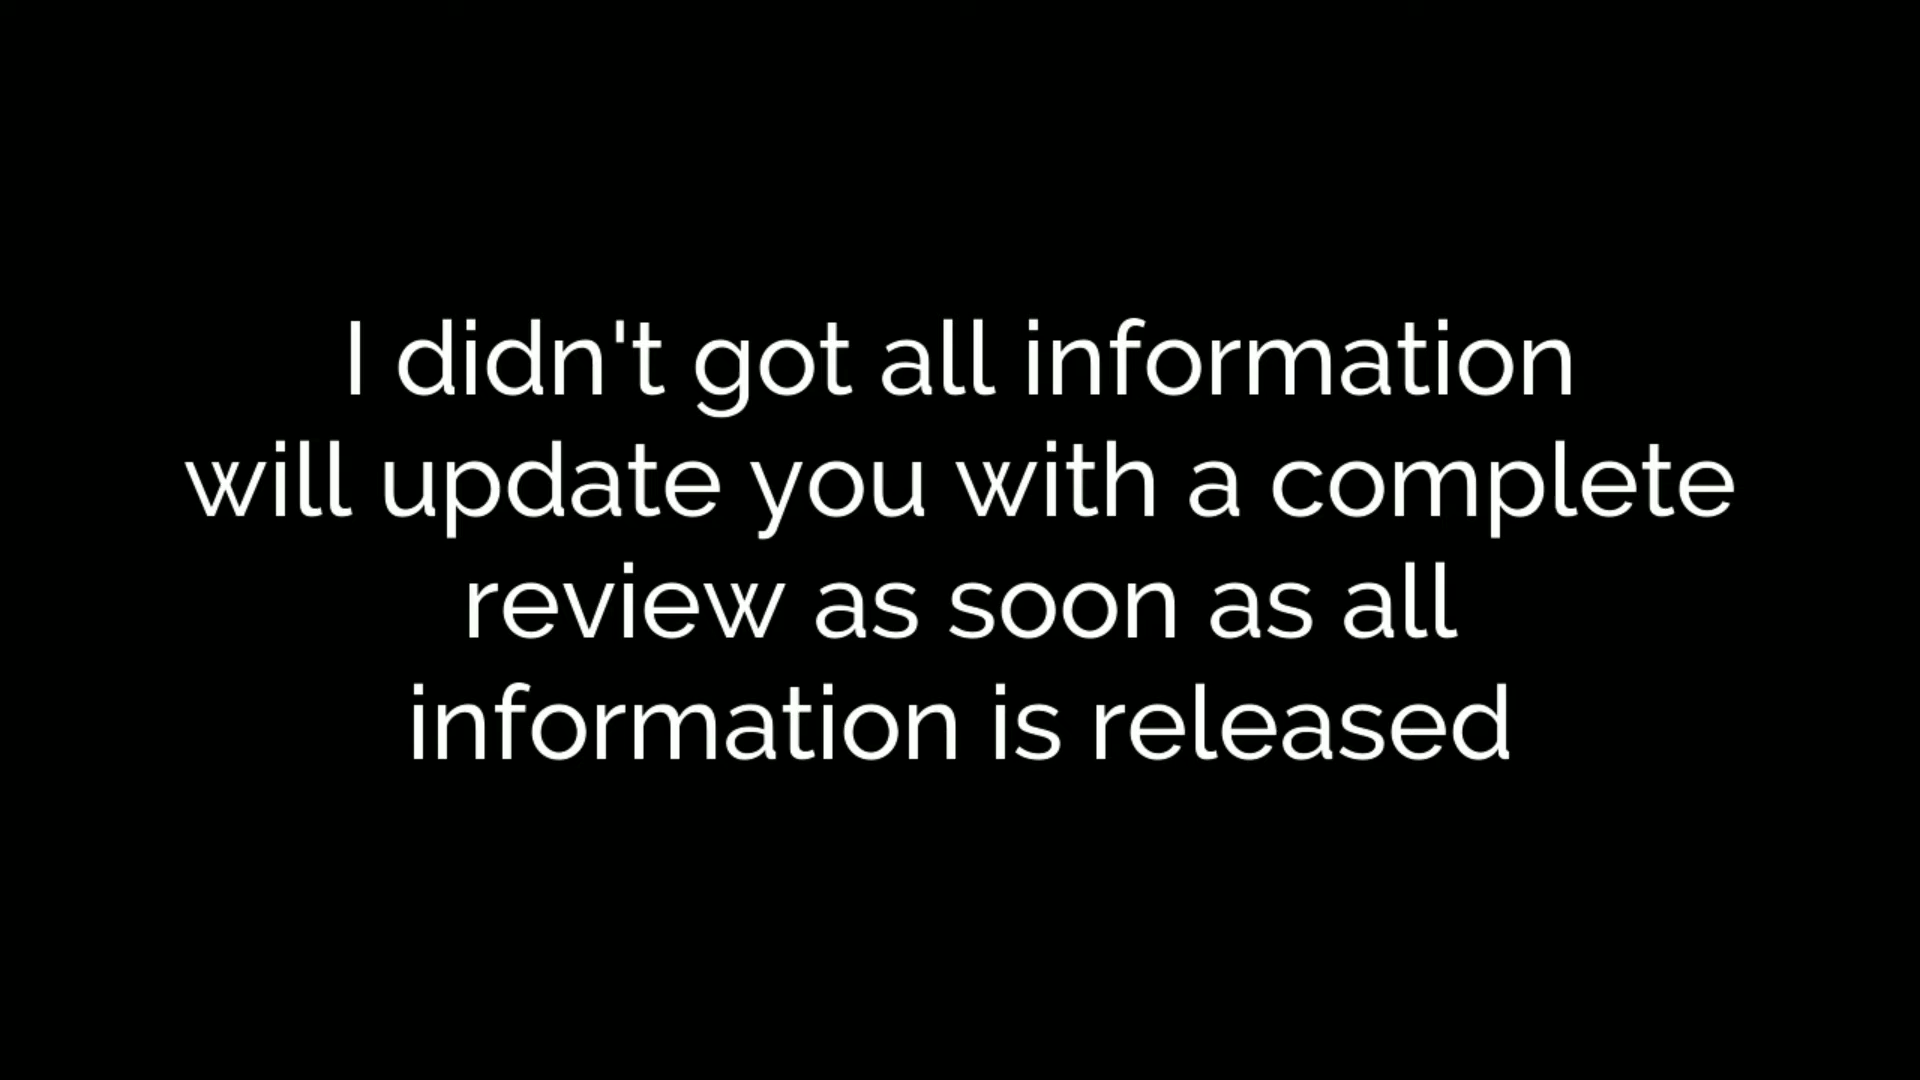 I didn't got all information
will update you with a complete
review as soon as all
information is released